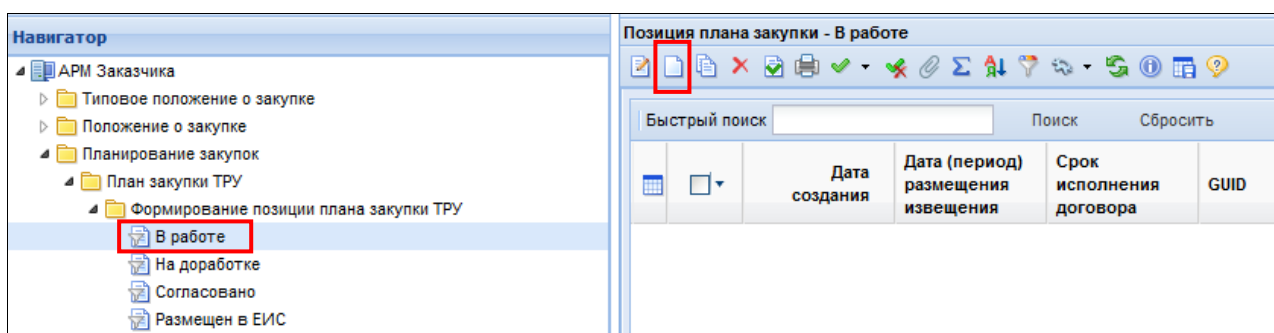 Навигатор
АРМ Заказчика
Типовое положение о закупке
Положение о закупке
Планирование закупок
План закупки ТРУ
Формирование позиции плана закупки ТРУ
В работе
На доработке
Согласовано
Размещен в ЕИС
Позиция плана закупки - В работе
Быстрый поиск
Поиск
Сбросить
Дата
создания
Дата (период)
размещения
извещения
Срок
исполнения
договора
GUID